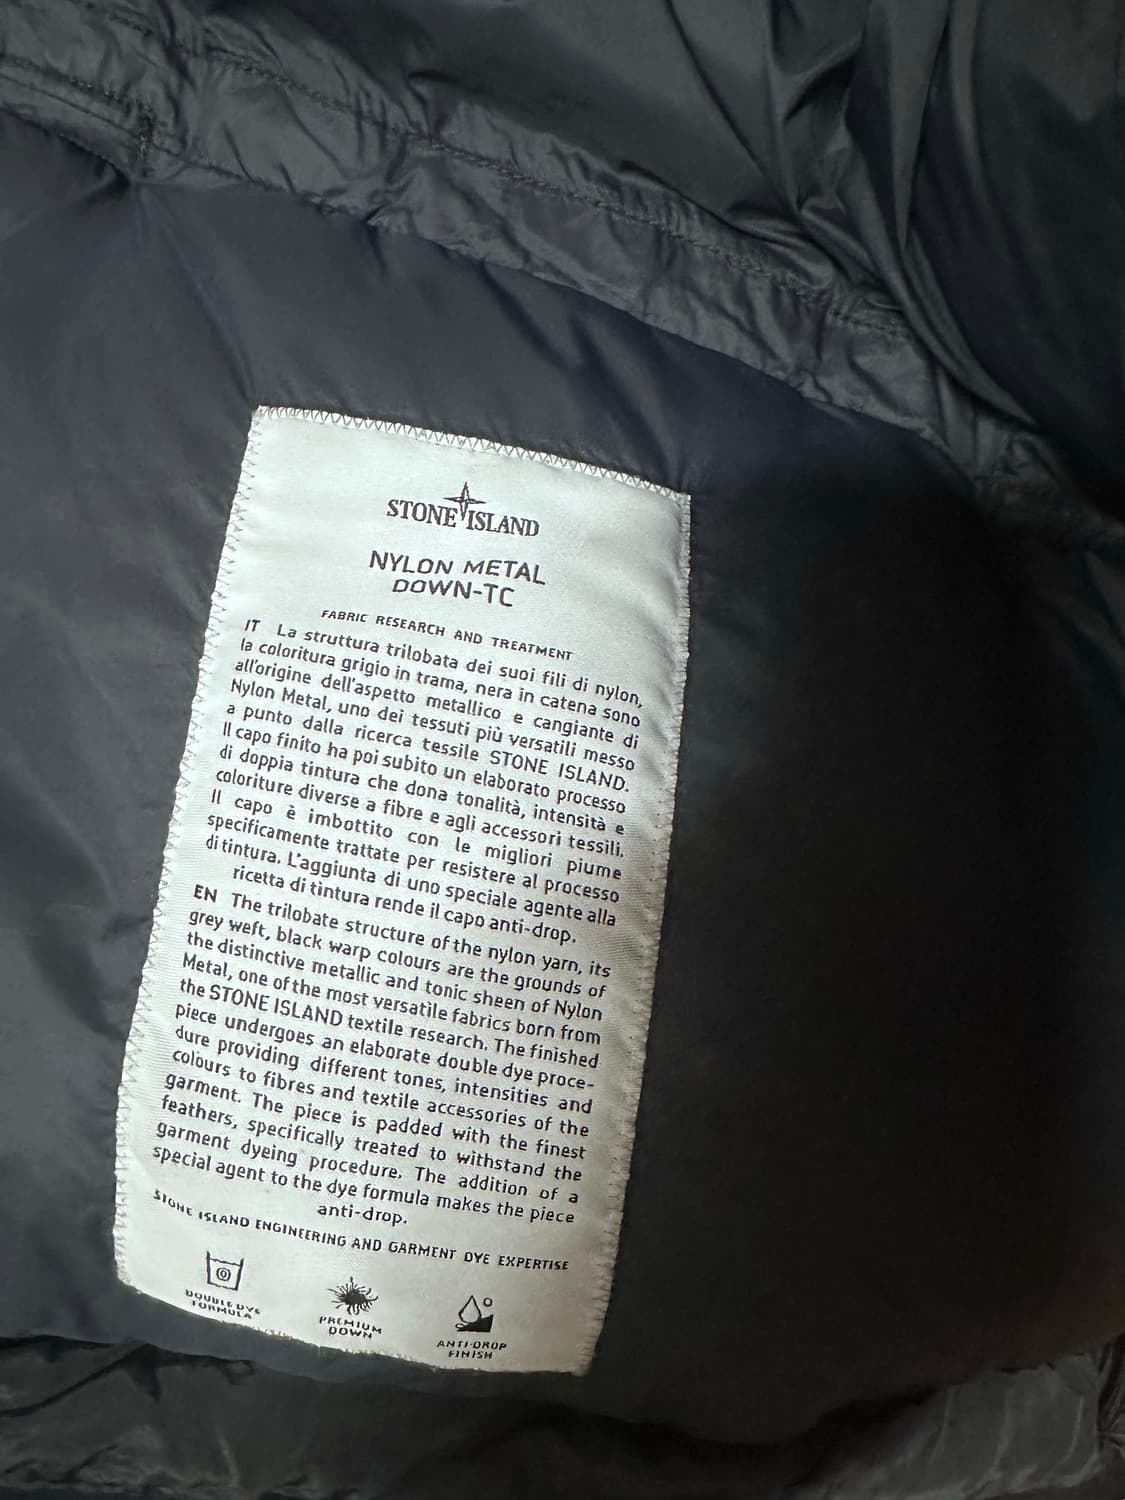 STONE ISLAND
NYLON METAL
DOWN-TC
FABRIC RESEARCH AND TREATMENT
IT La struttura trilobata dei suoi fili di nylon,
la coloritura grigio in trama, nera in catena sono
all'origine dell'aspetto metallico e cangiante di
Nylon Metal, uno dei tessuti più versatili messo
a punto dalla ricerca tessile STONE ISLAND.
Il capo finito ha poi subito un elaborato processo
di doppia tintura che dona tonalità, intensità e
coloriture diverse a fibre e agli accessori tessili.
Il capo è imbottito con le migliori piume
specificamente trattate per resistere al processo
di tintura. L'aggiunta di uno speciale agente alla
ricetta di tintura rende il capo anti-drop.
EN The trilobate structure of the nylon yarn, its
grey weft, black warp colours are the grounds of
the distinctive metallic and tonic sheen of Nylon
Metal, one of the most versatile fabrics born from
the STONE ISLAND textile research. The finished
piece undergoes an elaborate double dye proce-
dure providing different tones, intensities and
colours to fibres and textile accessories of the
garment. The piece is padded with the finest
feathers, specifically treated to withstand the
garment dyeing procedure. The addition of a
special agent to the dye formula makes the piece
anti-drop.
STONE ISLAND ENGINEERING AND GARMENT DYE EXPERTISE
DOUBLE DYE
FORMULA
PREMIUM
DOWN
ANTI-DROP
FINISH